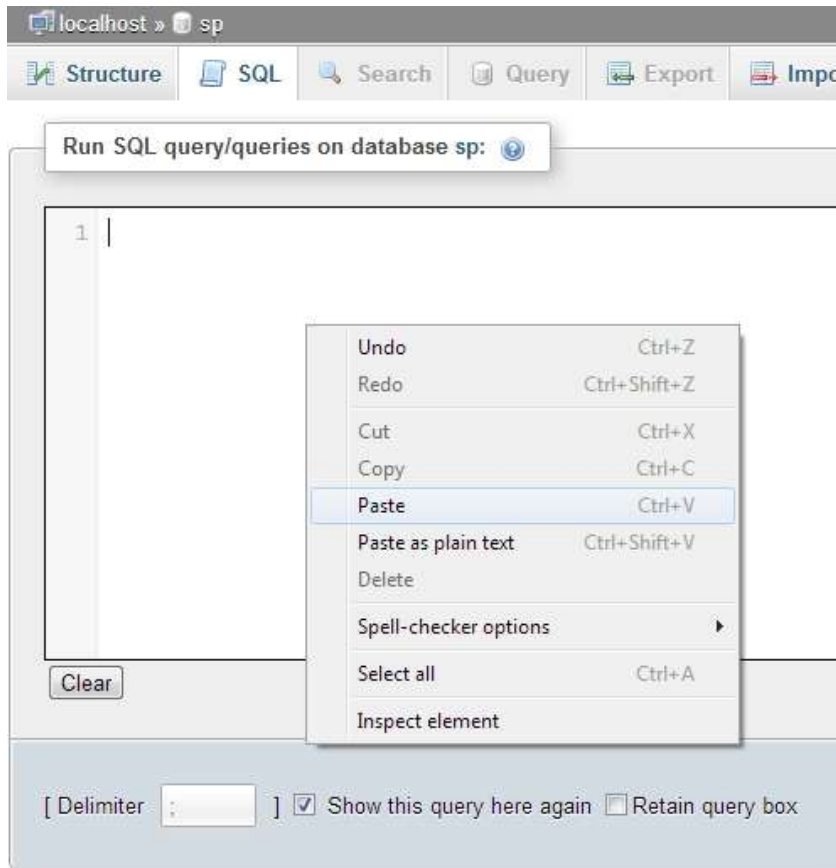 localhost » sp
Structure SQL Search Query Export
Run SQL query/queries on database sp:
1
Undo Ctrl+Z
Redo Ctrl+Shift+Z
Cut Ctrl+X
Copy Ctrl+C
Paste Ctrl+V
Paste as plain text Ctrl+Shift+V
Delete
Spell-checker options
Select all Ctrl+A
Inspect element
Clear
[ Delimiter ; ] Show this query here again Retain query box